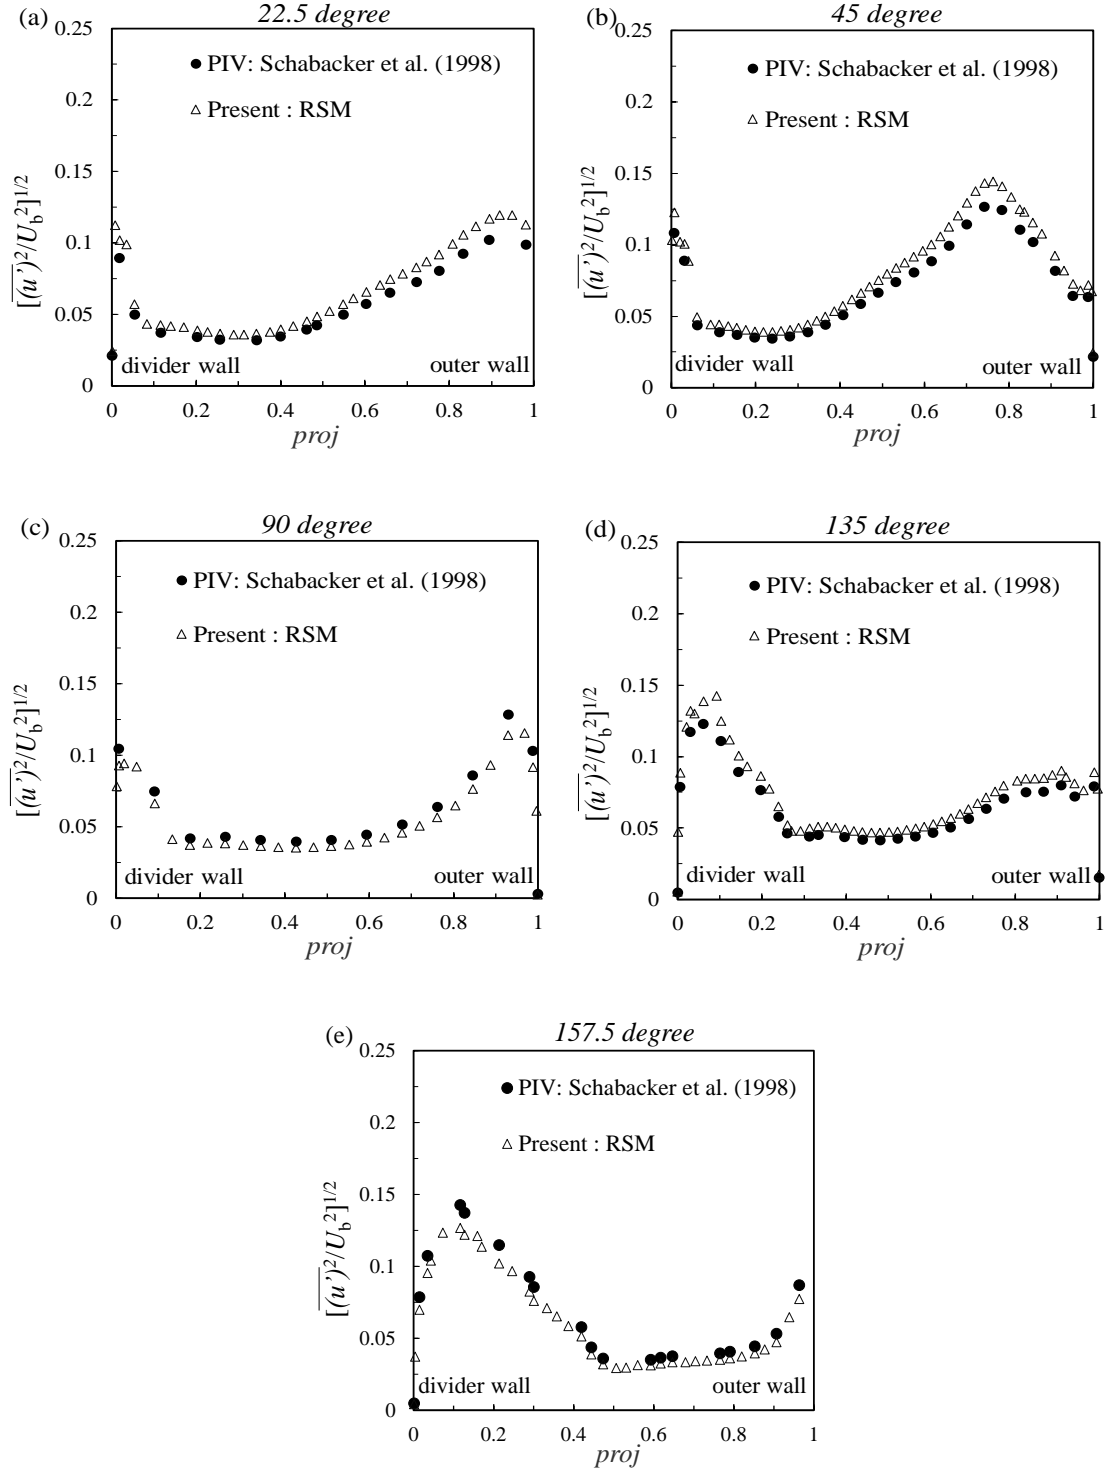 (a)
22.5 degree
0.25
0.2
0.15
0.1
0.05
0
[(u’)²/U_b²]^1/2
PIV: Schabacker et al. (1998)
Present : RSM
divider wall
outer wall
0 0.2 0.4 0.6 0.8 1
proj
(b)
45 degree
0.25
0.2
0.15
0.1
0.05
0
[(u’)²/U_b²]^1/2
PIV: Schabacker et al. (1998)
Present : RSM
divider wall
outer wall
0 0.2 0.4 0.6 0.8 1
proj
(c)
90 degree
0.25
0.2
0.15
0.1
0.05
0
[(u’)²/U_b²]^1/2
PIV: Schabacker et al. (1998)
Present : RSM
divider wall
outer wall
0 0.2 0.4 0.6 0.8 1
proj
(d)
135 degree
0.25
0.2
0.15
0.1
0.05
0
[(u’)²/U_b²]^1/2
PIV: Schabacker et al. (1998)
Present : RSM
divider wall
outer wall
0 0.2 0.4 0.6 0.8 1
proj
(e)
157.5 degree
0.25
0.2
0.15
0.1
0.05
0
[(u’)²/U_b²]^1/2
PIV: Schabacker et al. (1998)
Present : RSM
divider wall
outer wall
0 0.2 0.4 0.6 0.8 1
proj